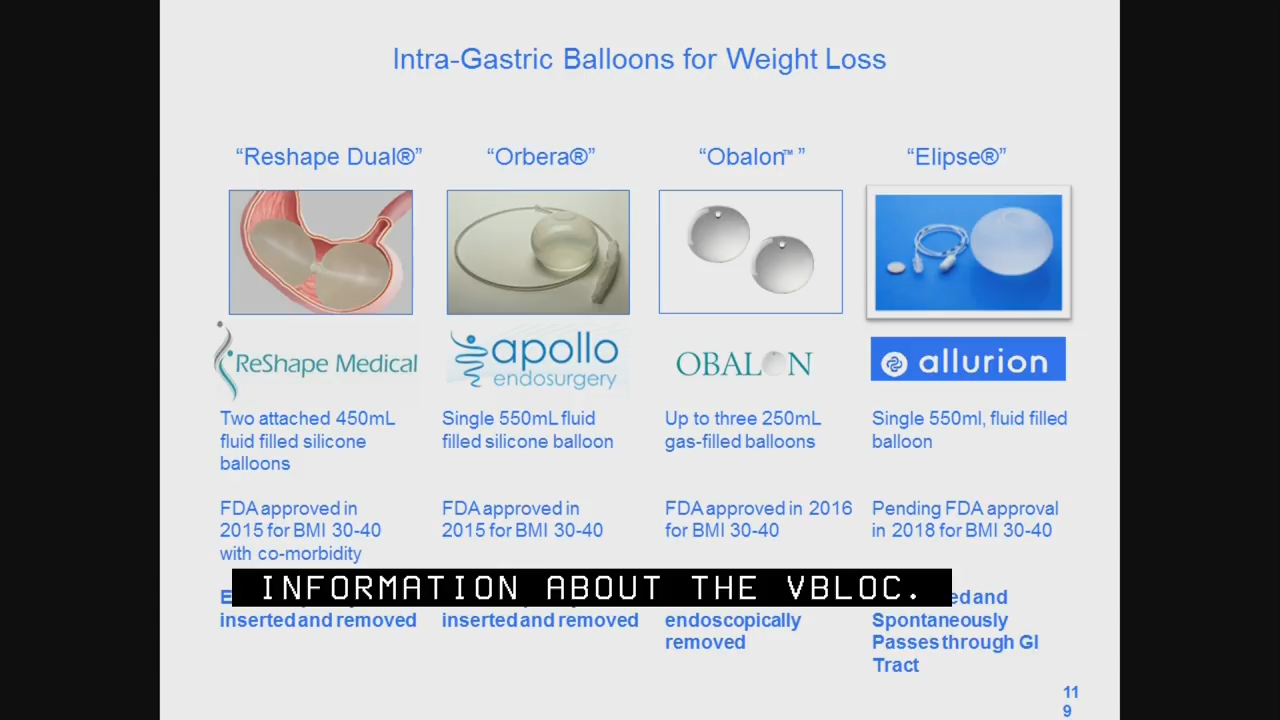 Intra-Gastric Balloons for Weight Loss
“Reshape Dual®”
“Orbera®”
“Obalon™ ”
“Elipse®”
ReShape Medical
apollo
endosurgery
OBALON
allurion
Two attached 450mL
fluid filled silicone
balloons
Single 550mL fluid
filled silicone balloon
Up to three 250mL
gas-filled balloons
Single 550ml, fluid filled
balloon
FDA approved in
2015 for BMI 30-40
with co-morbidity
FDA approved in
2015 for BMI 30-40
FDA approved in 2016
for BMI 30-40
Pending FDA approval
in 2018 for BMI 30-40
INFORMATION ABOUT THE VBLOC.
inserted and removed
inserted and removed
endoscopically
removed
and
Spontaneously
Passes through GI
Tract
11
9